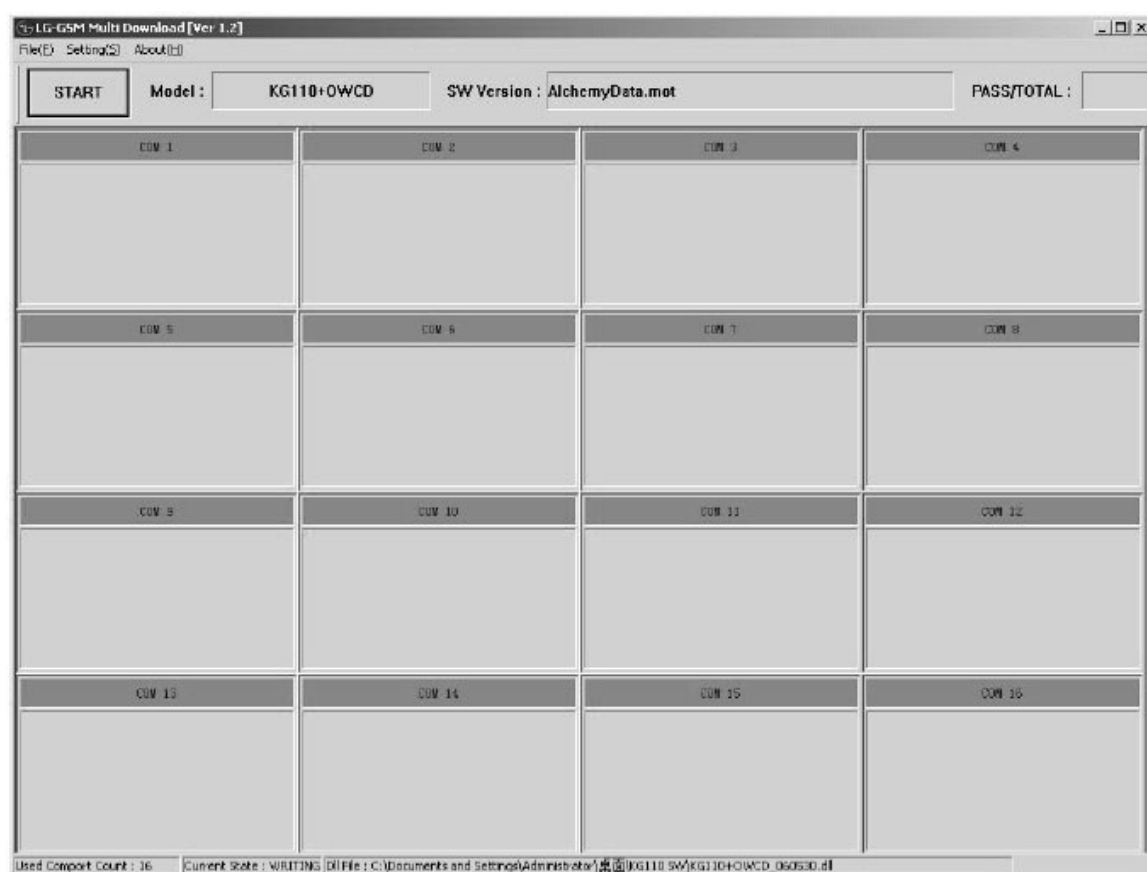 LG-GSM Multi Download [Ver 1.2]
File(F) Setting(S) About(H)
START Model : KG110+OWCD SW Version : AlchemyData.mot PASS/TOTAL :
COM 1 COM 2 COM 3 COM 4
COM 5 COM 6 COM 7 COM 8
COM 9 COM 10 COM 11 COM 12
COM 13 COM 14 COM 15 COM 16
Used Comport Count : 16 Current State : WRITING Dll File : C:\Documents and Settings\Administrator\桌面\KG110 SW\KG110+OWCD_060530.dll